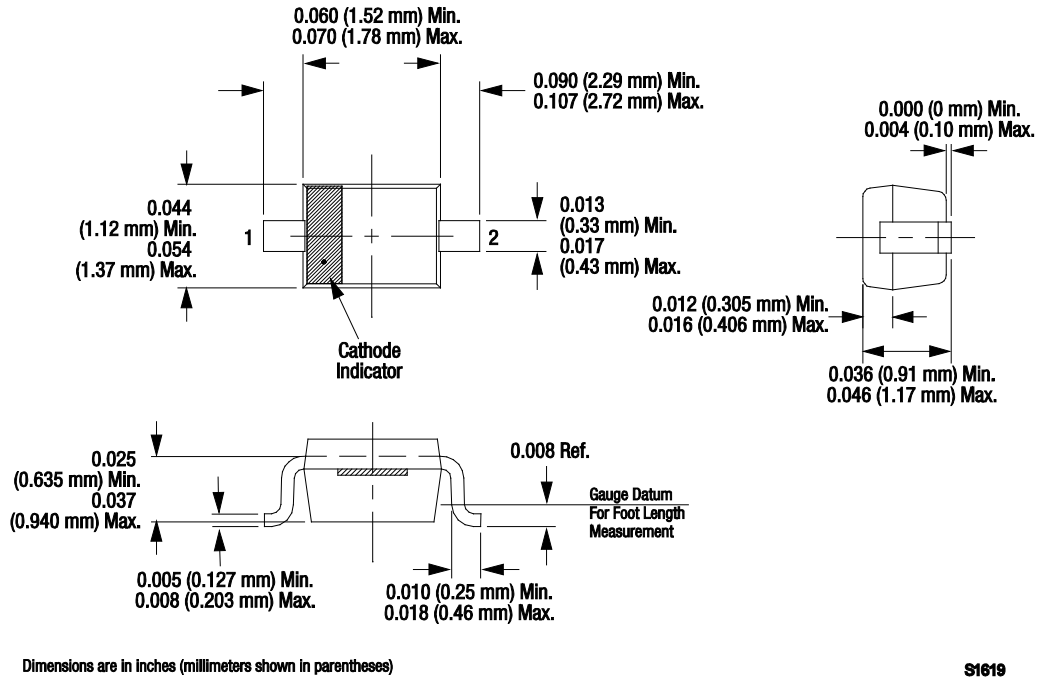 0.060 (1.52 mm) Min.
0.070 (1.78 mm) Max.
0.090 (2.29 mm) Min.
0.107 (2.72 mm) Max.
0.000 (0 mm) Min.
0.004 (0.10 mm) Max.
0.044
(1.12 mm) Min.
0.054
(1.37 mm) Max.
1
2
0.013
(0.33 mm) Min.
0.017
(0.43 mm) Max.
0.012 (0.305 mm) Min.
0.016 (0.406 mm) Max.
Cathode
Indicator
0.036 (0.91 mm) Min.
0.046 (1.17 mm) Max.
0.025
(0.635 mm) Min.
0.037
(0.940 mm) Max.
0.008 Ref.
Gauge Datum
For Foot Length
Measurement
0.005 (0.127 mm) Min.
0.008 (0.203 mm) Max.
0.010 (0.25 mm) Min.
0.018 (0.46 mm) Max.
Dimensions are in inches (millimeters shown in parentheses)
S1619